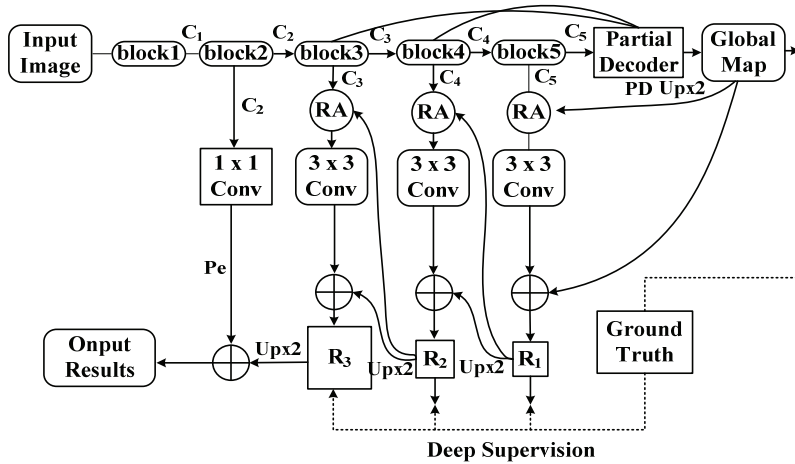 Input
Image
C1
block1
block2
C2
block3
C3
block4
C4
block5
C5
Partial
Decoder
Global
Map
PD Upx2
C2
C3
C4
C5
RA
RA
RA
1 x 1
Conv
3 x 3
Conv
3 x 3
Conv
3 x 3
Conv
Pe
Onput
Results
Upx2
R3
Upx2
R2
Upx2
R1
Ground
Truth
Deep Supervision